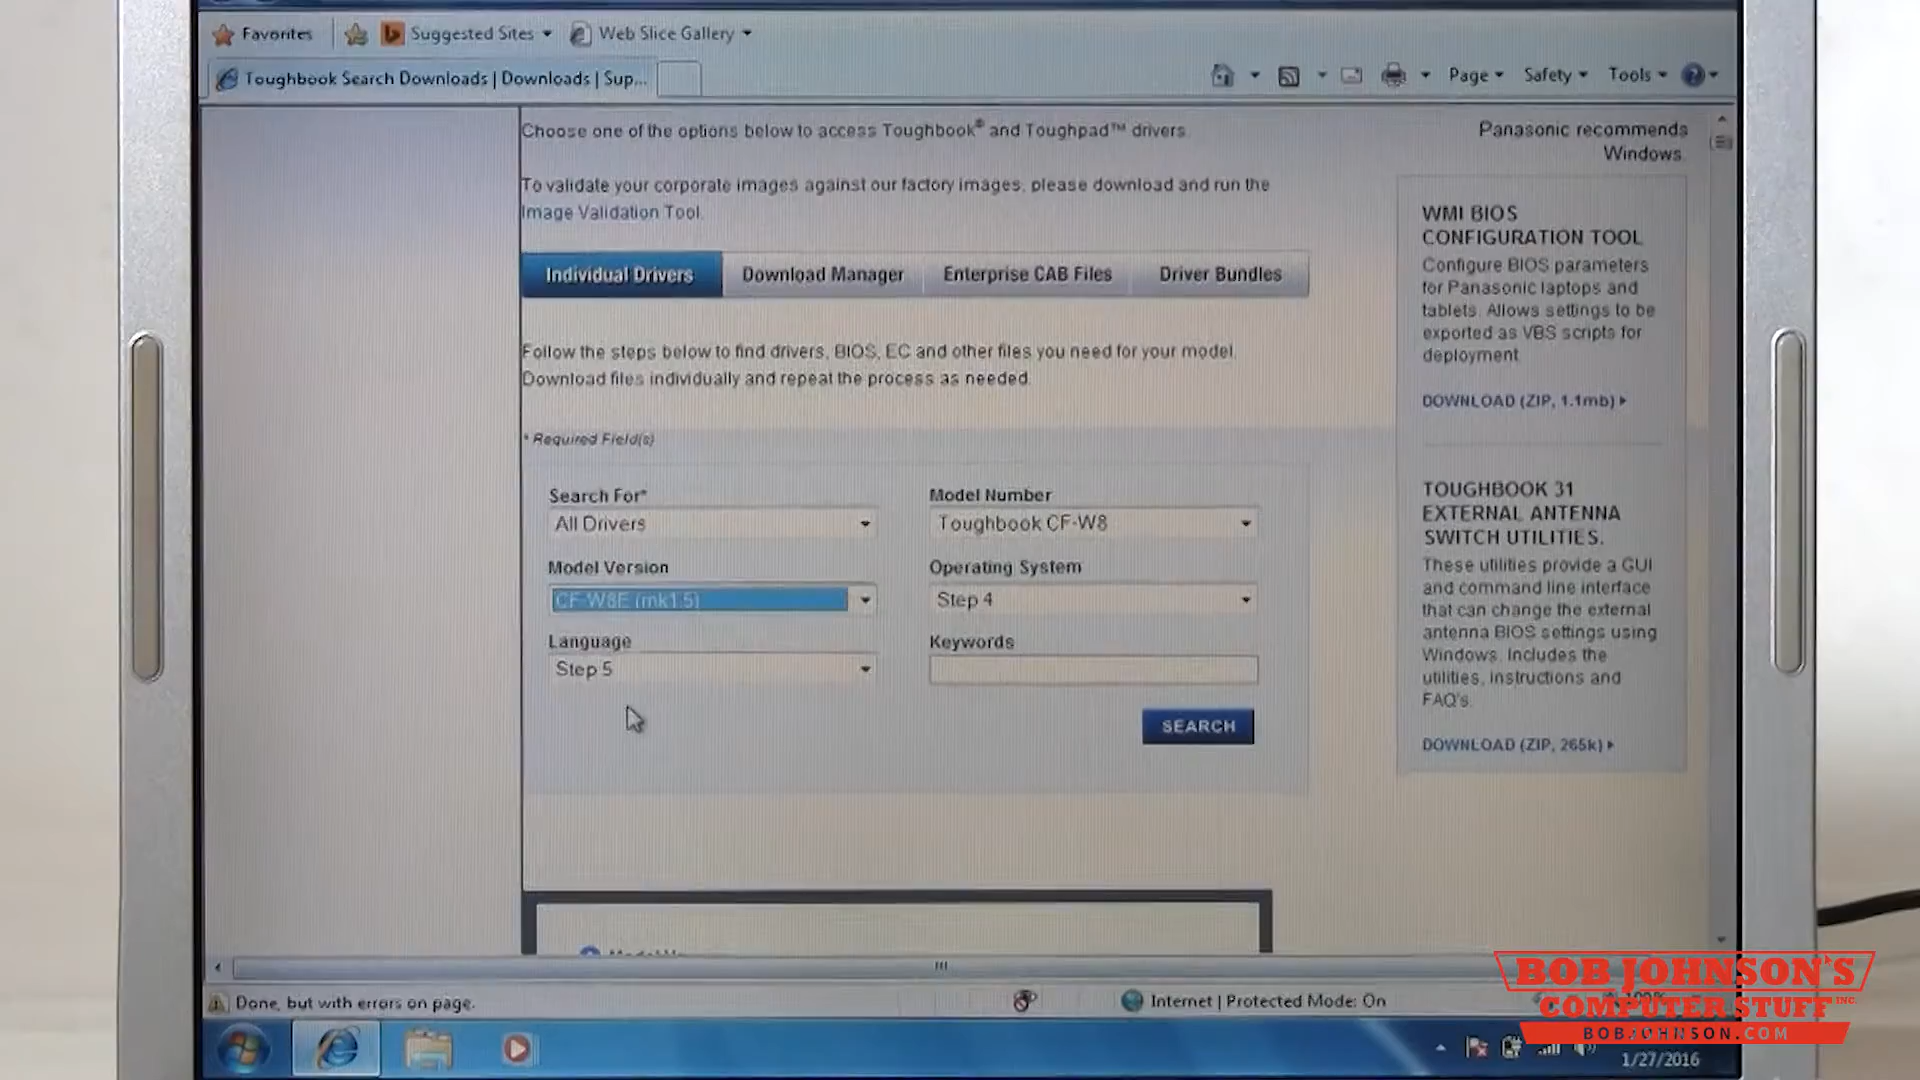 Favorites
Suggested Sites
Web Slice Gallery
Toughbook Search Downloads | Downloads | Sup...
Page
Safety
Tools
Choose one of the options below to access Toughbook® and Toughpad™ drivers.
To validate your corporate images against our factory images, please download and run the
Image Validation Tool.
Individual Drivers
Download Manager
Enterprise CAB Files
Driver Bundles
Follow the steps below to find drivers, BIOS, EC and other files you need for your model.
Download files individually and repeat the process as needed.
* Required Field(s)
Search For*
Model Number
All Drivers
Toughbook CF-W8
Model Version
Operating System
CF-W8E (mk1.5)
Step 4
Language
Keywords
Step 5
SEARCH
Panasonic recommends
Windows.
WMI BIOS
CONFIGURATION TOOL
Configure BIOS parameters
for Panasonic laptops and
tablets. Allows settings to be
exported as VBS scripts for
deployment.
DOWNLOAD (ZIP, 1.1mb)
TOUGHBOOK 31
EXTERNAL ANTENNA
SWITCH UTILITIES.
These utilities provide a GUI
and command line interface
that can change the external
antenna BIOS settings using
Windows. Includes the
utilities, instructions and
FAQ's.
DOWNLOAD (ZIP, 265k)
Done, but with errors on page.
Internet | Protected Mode: On
BOB JOHNSON'S
COMPUTER STUFF INC.
BOBJOHNSON.COM
1/27/2016